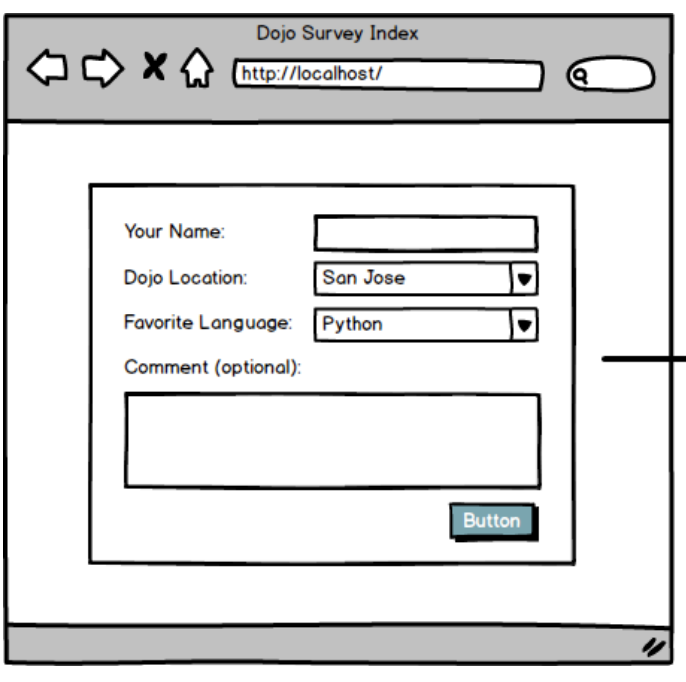 Dojo Survey Index
http://localhost/
Your Name:
Dojo Location: San Jose
Favorite Language: Python
Comment (optional):
Button